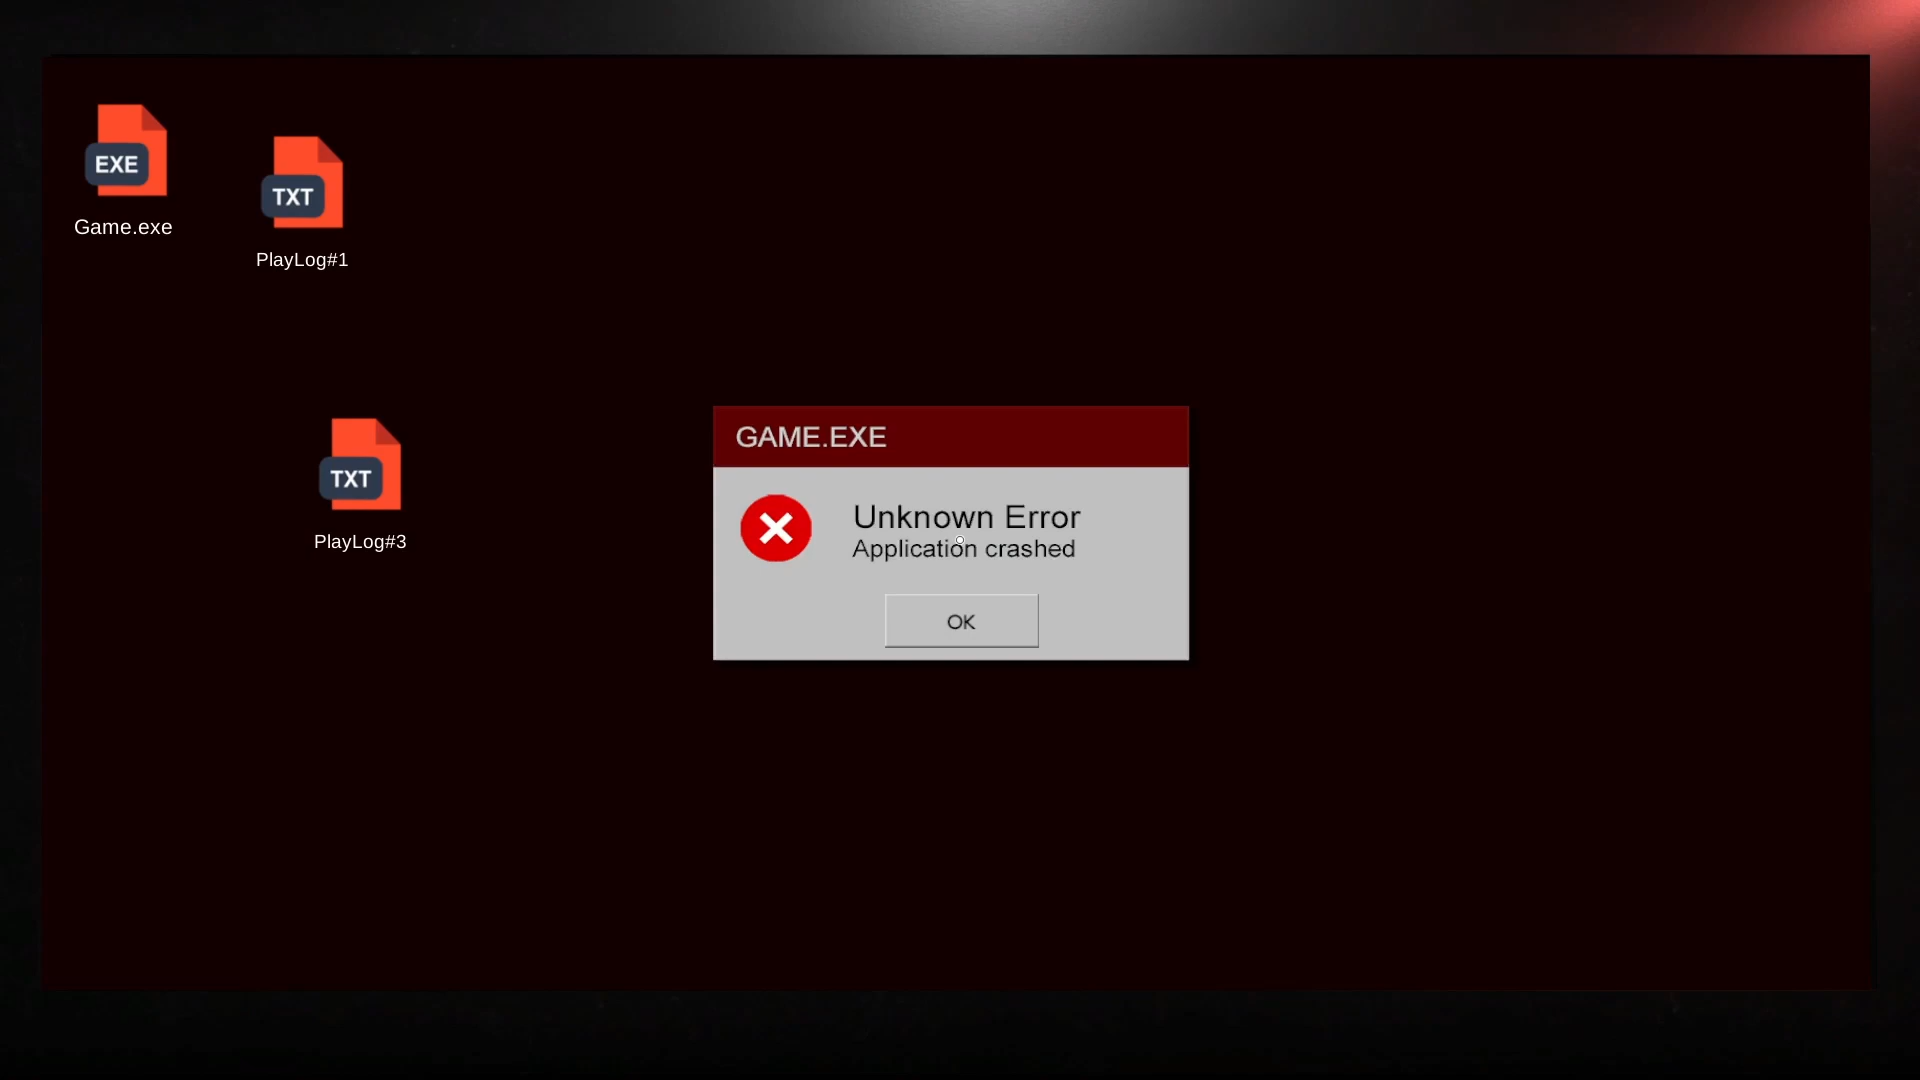 EXE
Game.exe
TXT
PlayLog#1
TXT
PlayLog#3
GAME.EXE
Unknown Error
Application crashed
OK